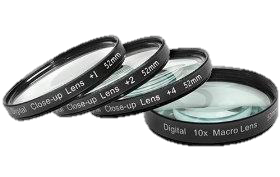 Digital Close-up Lens +1 52mm
Close-up Lens +2 52mm
Close-up Lens +4 52mm
Digital 10x Macro Lens